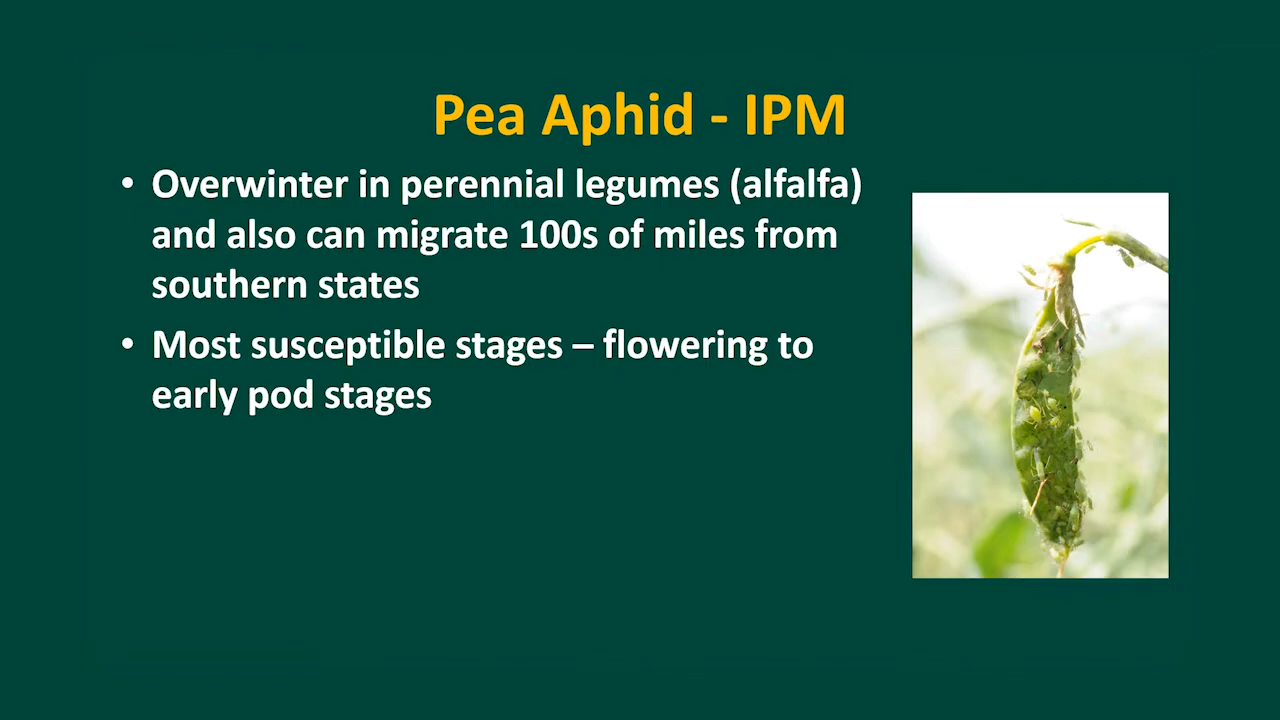 Pea Aphid - IPM
• Overwinter in perennial legumes (alfalfa)
and also can migrate 100s of miles from
southern states
• Most susceptible stages – flowering to
early pod stages